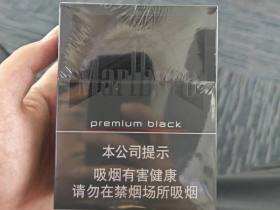 Marlboro
premium black
本公司提示
吸烟有害健康
请勿在禁烟场所吸烟